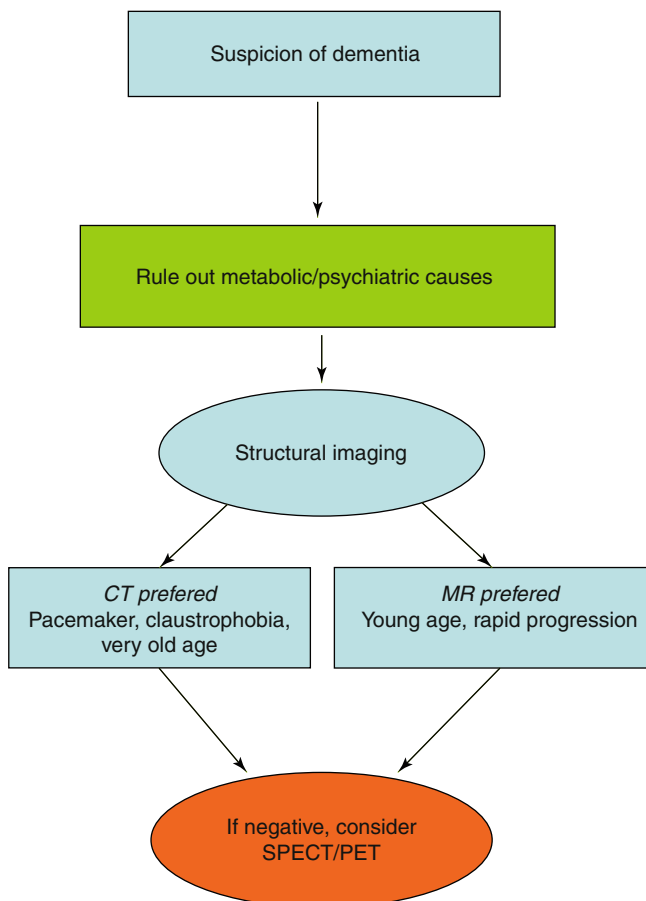 Suspicion of dementia
Rule out metabolic/psychiatric causes
Structural imaging
CT prefered
Pacemaker, claustrophobia,
very old age
MR prefered
Young age, rapid progression
If negative, consider
SPECT/PET